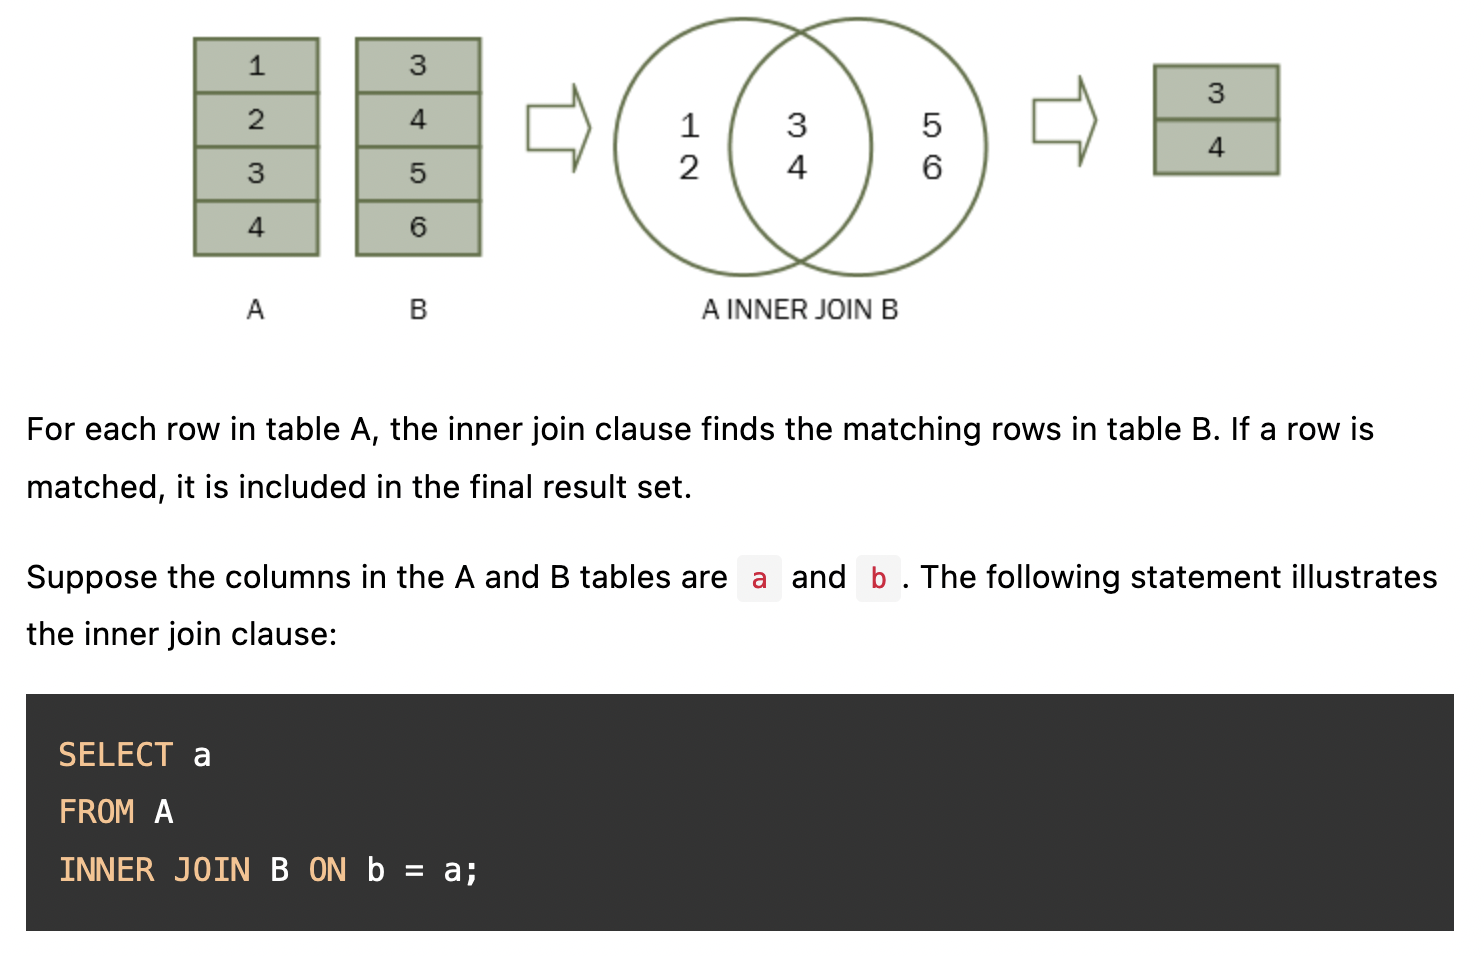 1
2
3
4
A
3
4
5
6
B
1
2
3
4
5
6
A INNER JOIN B
3
4
For each row in table A, the inner join clause finds the matching rows in table B. If a row is
matched, it is included in the final result set.
Suppose the columns in the A and B tables are a and b . The following statement illustrates
the inner join clause:
SELECT a
FROM A
INNER JOIN B ON b = a;